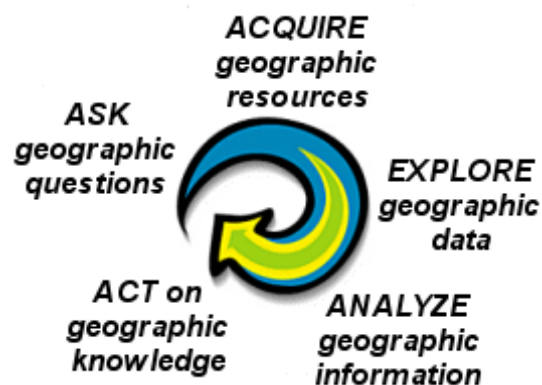 ACQUIRE
geographic
resources
ASK
geographic
questions
EXPLORE
geographic
data
ACT on
geographic
knowledge
ANALYZE
geographic
information